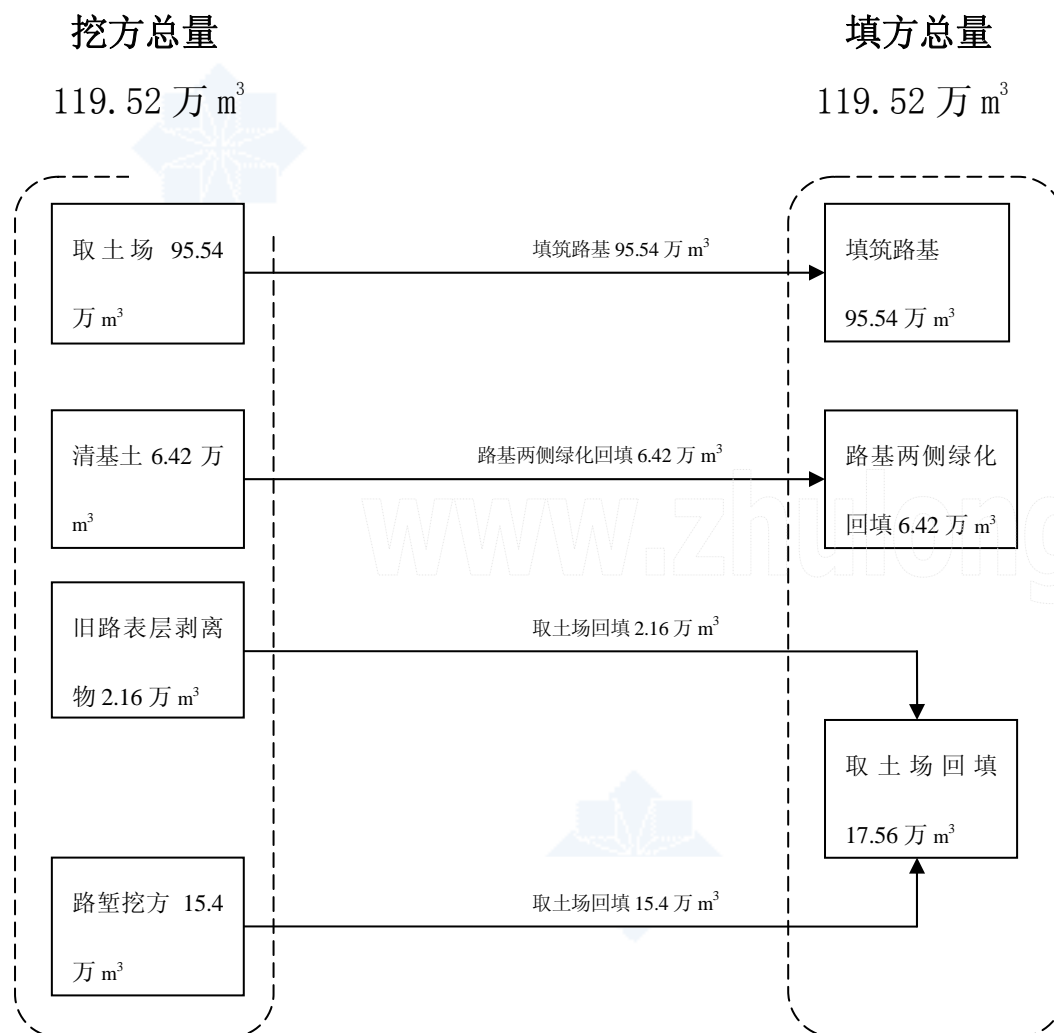 挖方总量
填方总量
119.52 万 m³
119.52 万 m³
取土场 95.54
万 m³
填筑路基 95.54 万 m³
填筑路基
95.54 万 m³
清基土 6.42 万
m³
路基两侧绿化回填 6.42 万 m³
路基两侧绿化
回填 6.42 万 m³
www.zhulong
旧路表层剥离
物 2.16 万 m³
取土场回填 2.16 万 m³
取土场回填
17.56 万 m³
路堑挖方 15.4
万 m³
取土场回填 15.4 万 m³